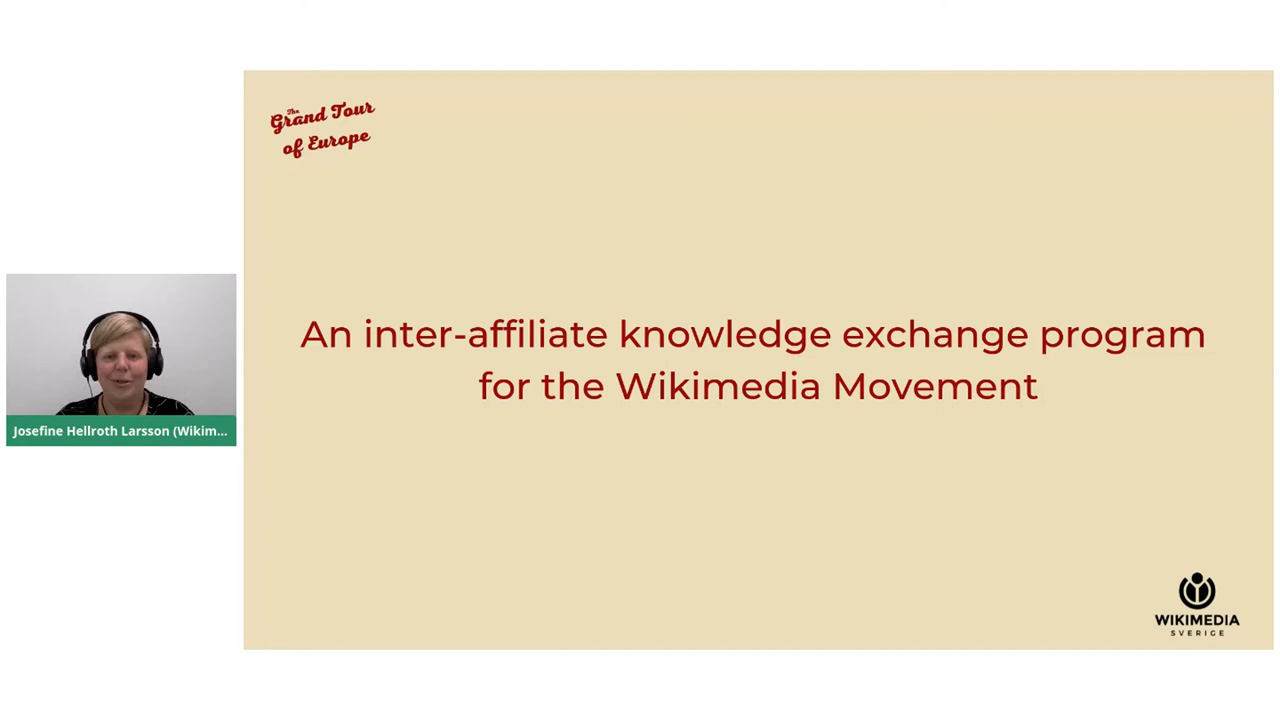 The
Grand Tour
of Europe
An inter-affiliate knowledge exchange program
for the Wikimedia Movement
Josefine Hellroth Larsson (Wikim...
WIKIMEDIA
SVERIGE